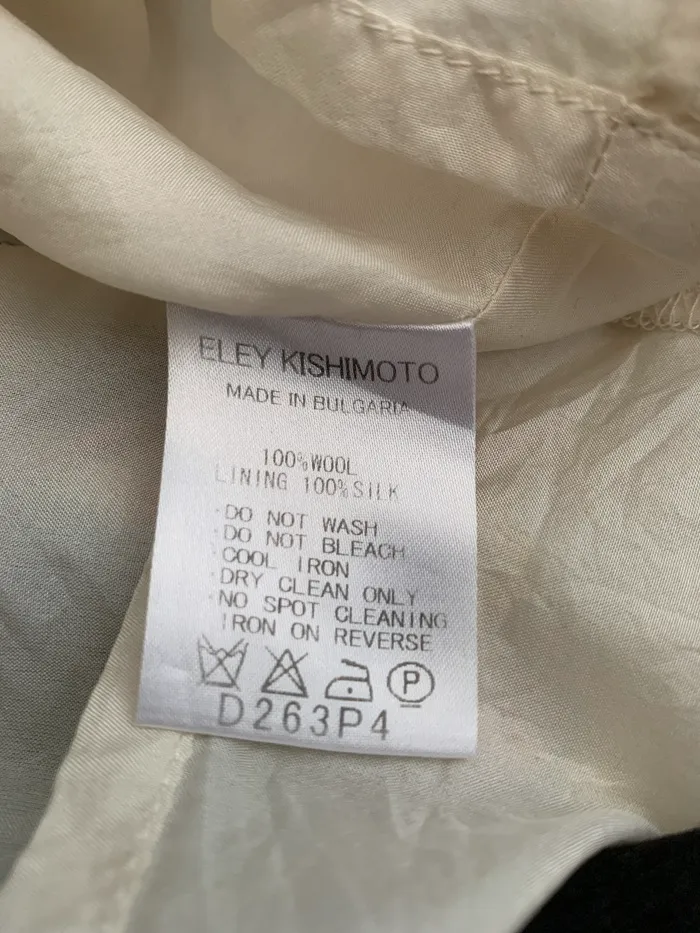 ELEY KISHIMOTO
MADE IN BULGARIA
100%WOOL
LINING 100%SILK
·DO NOT WASH
·DO NOT BLEACH
·COOL IRON
·DRY CLEAN ONLY
·NO SPOT CLEANING
IRON ON REVERSE
P
D263P4